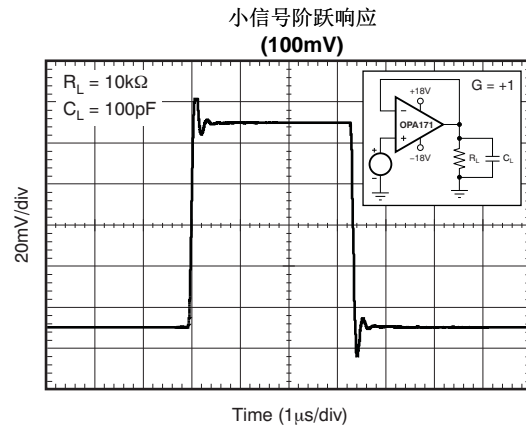 小信号阶跃响应
(100mV)
R_L = 10kΩ
C_L = 100pF
G = +1
+18V
−
OPA171
+
−18V
+
−
R_L
C_L
20mV/div
Time (1μs/div)